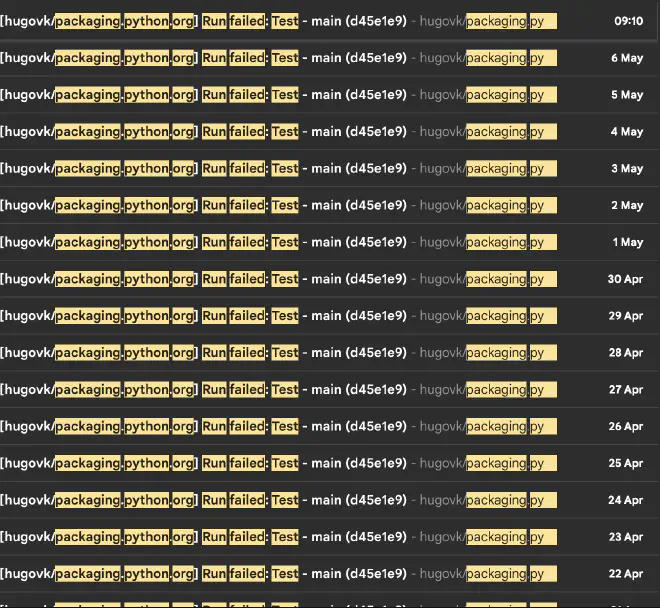 [hugovk/packaging.python.org] Run failed: Test - main (d45e1e9) - hugovk/packaging.py 09:10
[hugovk/packaging.python.org] Run failed: Test - main (d45e1e9) - hugovk/packaging.py 6 May
[hugovk/packaging.python.org] Run failed: Test - main (d45e1e9) - hugovk/packaging.py 5 May
[hugovk/packaging.python.org] Run failed: Test - main (d45e1e9) - hugovk/packaging.py 4 May
[hugovk/packaging.python.org] Run failed: Test - main (d45e1e9) - hugovk/packaging.py 3 May
[hugovk/packaging.python.org] Run failed: Test - main (d45e1e9) - hugovk/packaging.py 2 May
[hugovk/packaging.python.org] Run failed: Test - main (d45e1e9) - hugovk/packaging.py 1 May
[hugovk/packaging.python.org] Run failed: Test - main (d45e1e9) - hugovk/packaging.py 30 Apr
[hugovk/packaging.python.org] Run failed: Test - main (d45e1e9) - hugovk/packaging.py 29 Apr
[hugovk/packaging.python.org] Run failed: Test - main (d45e1e9) - hugovk/packaging.py 28 Apr
[hugovk/packaging.python.org] Run failed: Test - main (d45e1e9) - hugovk/packaging.py 27 Apr
[hugovk/packaging.python.org] Run failed: Test - main (d45e1e9) - hugovk/packaging.py 26 Apr
[hugovk/packaging.python.org] Run failed: Test - main (d45e1e9) - hugovk/packaging.py 25 Apr
[hugovk/packaging.python.org] Run failed: Test - main (d45e1e9) - hugovk/packaging.py 24 Apr
[hugovk/packaging.python.org] Run failed: Test - main (d45e1e9) - hugovk/packaging.py 23 Apr
[hugovk/packaging.python.org] Run failed: Test - main (d45e1e9) - hugovk/packaging.py 22 Apr